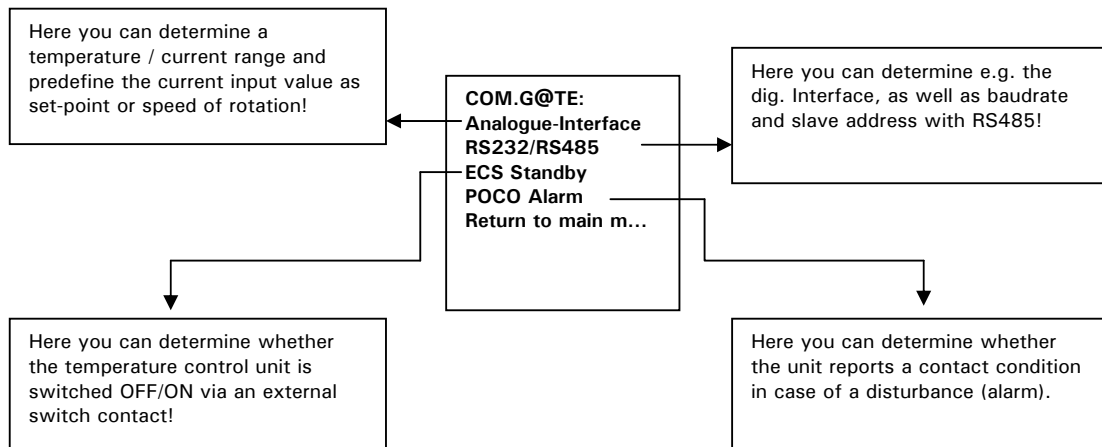 Here you can determine a
temperature / current range and
predefine the current input value as
set-point or speed of rotation!
COM.G@TE:
Analogue-Interface
RS232/RS485
ECS Standby
POCO Alarm
Return to main m...
Here you can determine e.g. the
dig. Interface, as well as baudrate
and slave address with RS485!
Here you can determine whether
the temperature control unit is
switched OFF/ON via an external
switch contact!
Here you can determine whether
the unit reports a contact condition
in case of a disturbance (alarm).